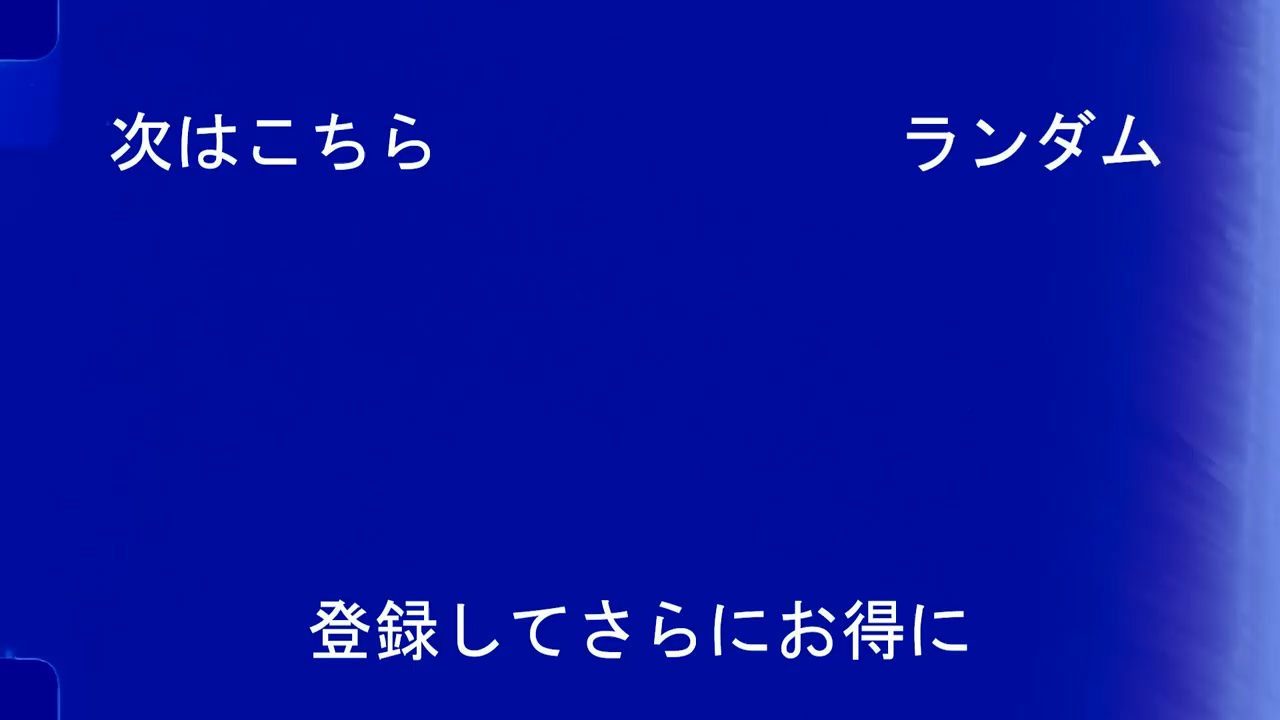 次はこちら
ランダム
登録してさらにお得に